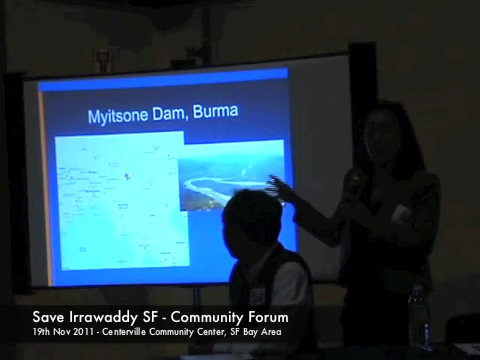 Myitsone Dam, Burma
Save Irrawaddy SF - Community Forum
19th Nov 2011 - Centerville Community Center, SF Bay Area